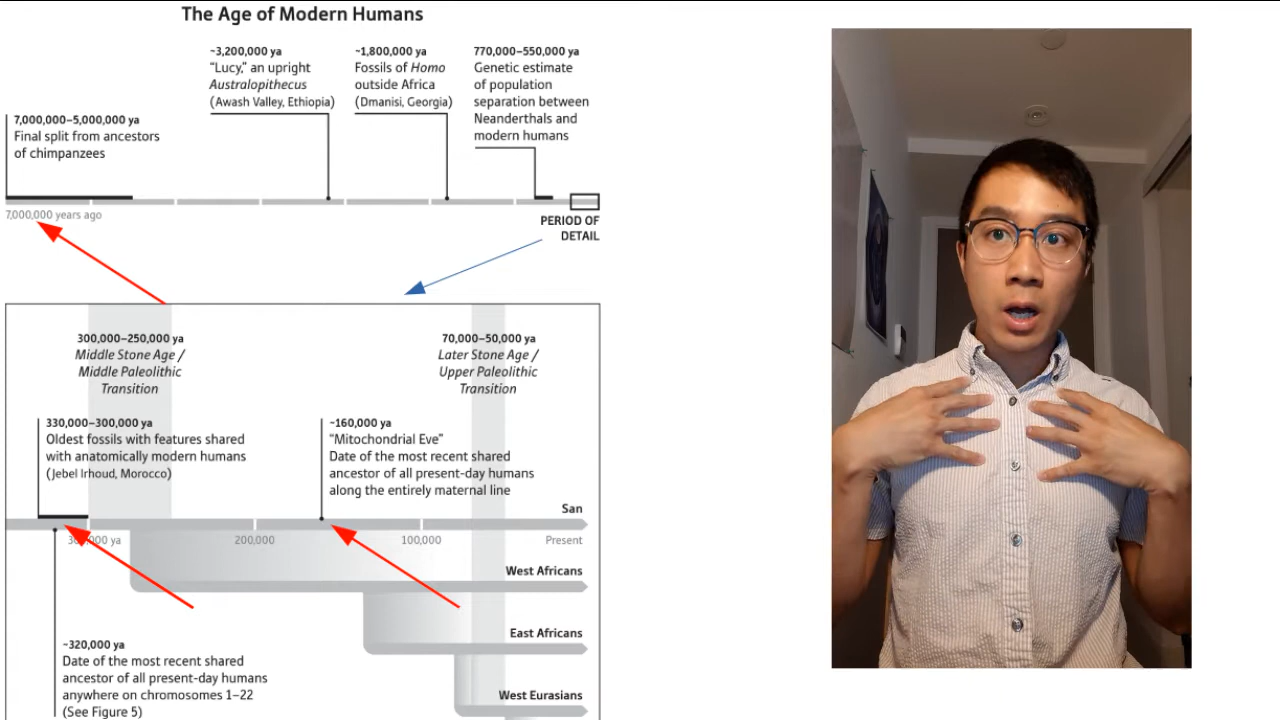 The Age of Modern Humans
7,000,000–5,000,000 ya
Final split from ancestors
of chimpanzees
~3,200,000 ya
"Lucy," an upright
Australopithecus
(Awash Valley, Ethiopia)
~1,800,000 ya
Fossils of Homo
outside Africa
(Dmanisi, Georgia)
770,000–550,000 ya
Genetic estimate
of population
separation between
Neanderthals and
modern humans
7,000,000 years ago
PERIOD OF
DETAIL
300,000–250,000 ya
Middle Stone Age /
Middle Paleolithic
Transition
70,000–50,000 ya
Later Stone Age /
Upper Paleolithic
Transition
330,000–300,000 ya
Oldest fossils with features shared
with anatomically modern humans
(Jebel Irhoud, Morocco)
~160,000 ya
"Mitochondrial Eve"
Date of the most recent shared
ancestor of all present-day humans
along the entirely maternal line
San
300,000 ya
200,000
100,000
Present
West Africans
East Africans
West Eurasians
~320,000 ya
Date of the most recent shared
ancestor of all present-day humans
anywhere on chromosomes 1–22
(See Figure 5)